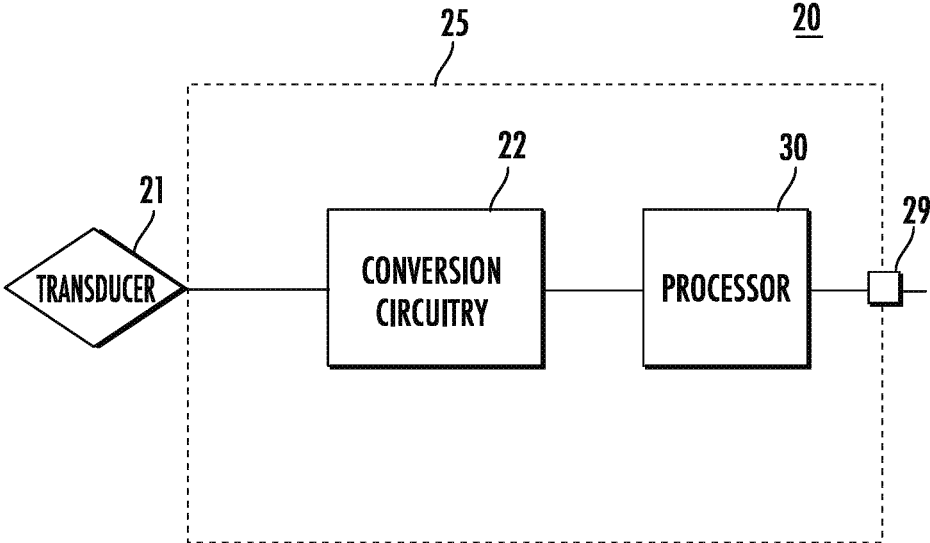 20
25
22
30
21
29
TRANSDUCER
CONVERSION
CIRCUITRY
PROCESSOR